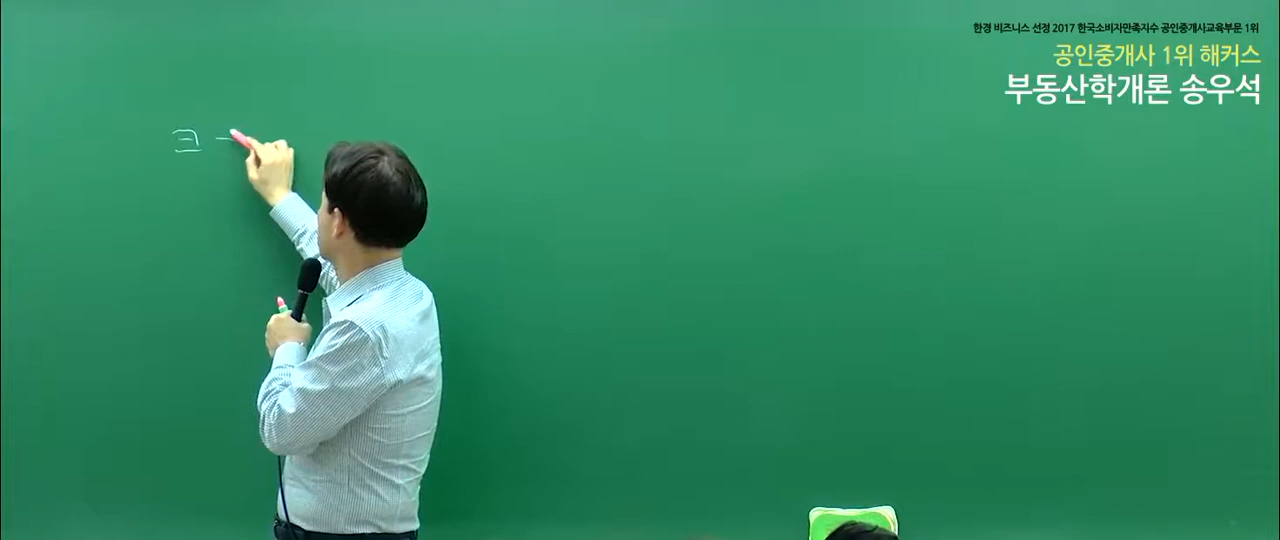 한경 비즈니스 선정 2017 한국소비자만족지수 공인중개사교육부문 1위
공인중개사 1위 해커스
부동산학개론 송우석